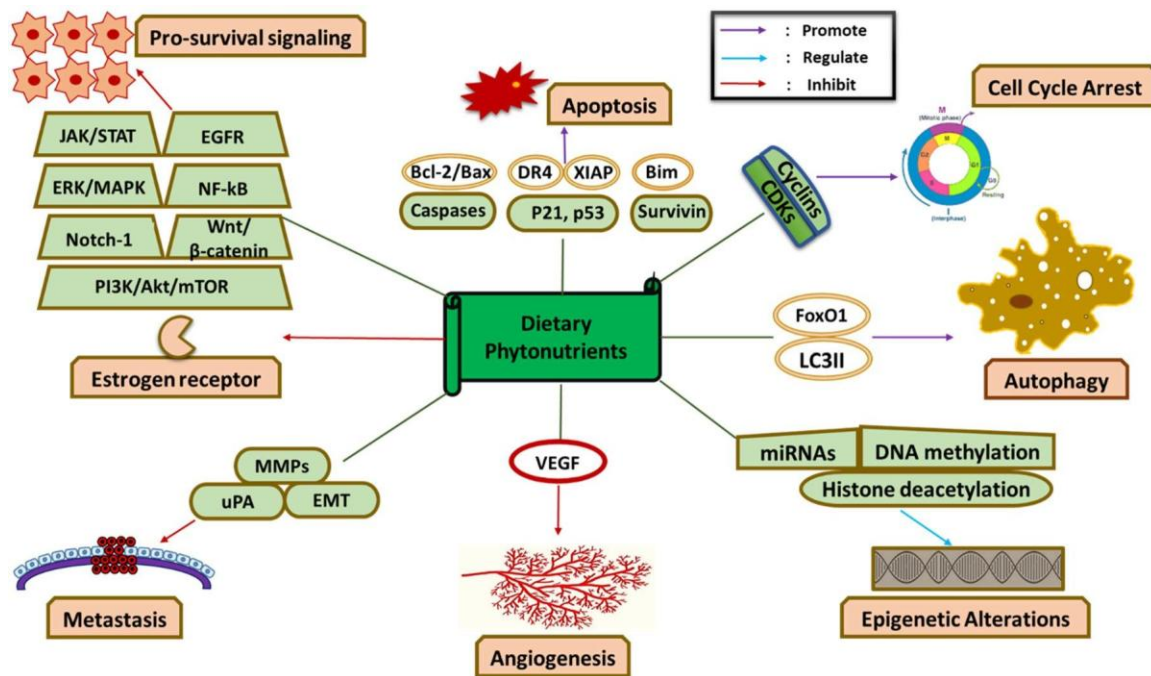 Pro-survival signaling
JAK/STAT
EGFR
ERK/MAPK
NF-kB
Notch-1
Wnt/
β-catenin
PI3K/Akt/mTOR
Estrogen receptor
Apoptosis
Bcl-2/Bax
DR4
XIAP
Bim
Caspases
P21, p53
Survivin
: Promote
: Regulate
: Inhibit
Cell Cycle Arrest
M
(Mitotic phase)
M
G2
G1
S
G0
I
(Interphase)
Cyclins
CDKs
Dietary
Phytonutrients
FoxO1
LC3II
Autophagy
miRNAs
DNA methylation
Histone deacetylation
Epigenetic Alterations
VEGF
Angiogenesis
MMPs
uPA
EMT
Metastasis